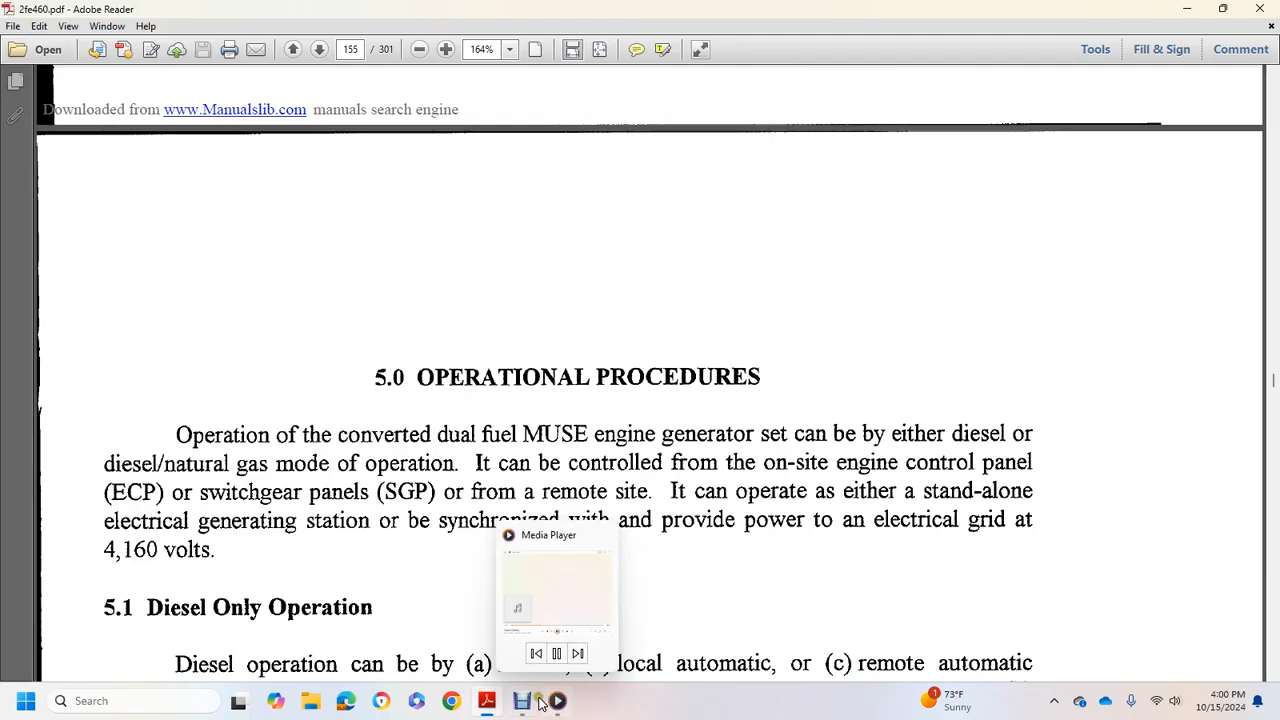 2fe460.pdf - Adobe Reader
File Edit View Window Help
Open 155 / 301 164% Tools Fill & Sign Comment
Downloaded from www.Manualslib.com manuals search engine
5.0 OPERATIONAL PROCEDURES
Operation of the converted dual fuel MUSE engine generator set can be by either diesel or
diesel/natural gas mode of operation. It can be controlled from the on-site engine control panel
(ECP) or switchgear panels (SGP) or from a remote site. It can operate as either a stand-alone
electrical generating station or be synchronized with and provide power to an electrical grid at
4,160 volts.
Media Player
5.1 Diesel Only Operation
Diesel operation can be by (a) local automatic, or (c) remote automatic
Search
1
73°F
Sunny
4:00 PM
10/15/2024